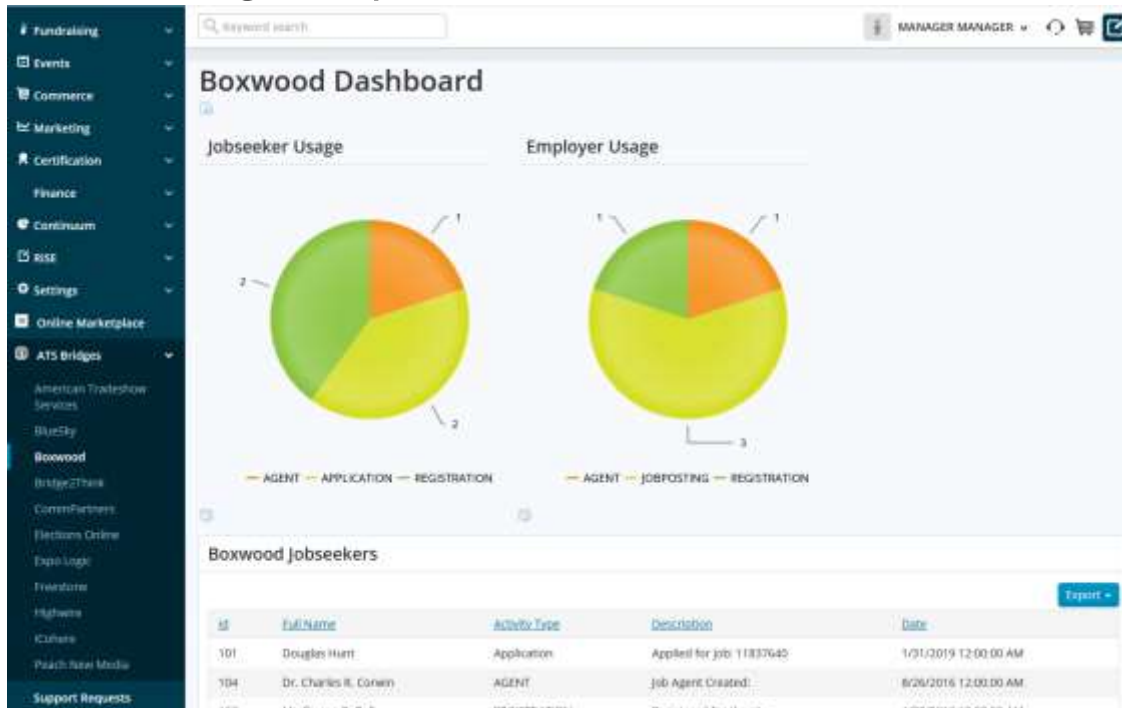 Fundraising
Events
Commerce
Marketing
Certification
Finance
Continuum
RISE
Settings
Online Marketplace
ATS Bridges
American Tradeshow
Services
BlueSky
Boxwood
Bridge2Think
CommPartners
Elections Online
Expo Logic
Freestone
Highwire
Peach New Media
Support Requests
Keyword search
MANAGER MANAGER
Boxwood Dashboard
Jobseeker Usage
1
2
2
AGENT APPLICATION REGISTRATION
Employer Usage
1
1
3
AGENT JOBPOSTING REGISTRATION
Boxwood Jobseekers
Export
Id Full Name Activity Type Description Date
101 Douglas Hunt Application Applied for job: 11837640 1/31/2019 12:00:00 AM
104 Dr. Charles R. Corwin AGENT Job Agent Created: 8/26/2016 12:00:00 AM